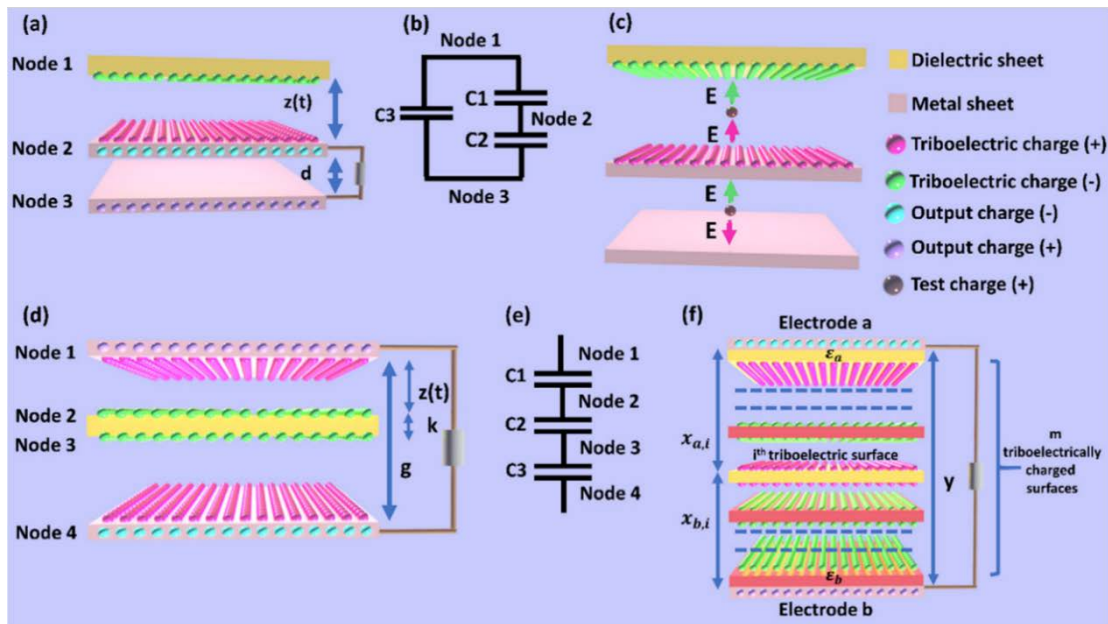 (a)
Node 1
z(t)
Node 2
d
Node 3
(b)
Node 1
C1
C3
Node 2
C2
Node 3
(c)
E
E
E
E
Dielectric sheet
Metal sheet
Triboelectric charge (+)
Triboelectric charge (-)
Output charge (-)
Output charge (+)
Test charge (+)
(d)
Node 1
z(t)
Node 2
k
Node 3
g
Node 4
(e)
Node 1
C1
Node 2
C2
Node 3
C3
Node 4
(f)
Electrode a
εₐ
xₐ,ᵢ
iᵗʰ triboelectric surface
y
m
triboelectrically
charged
surfaces
x_b,i
ε_b
Electrode b